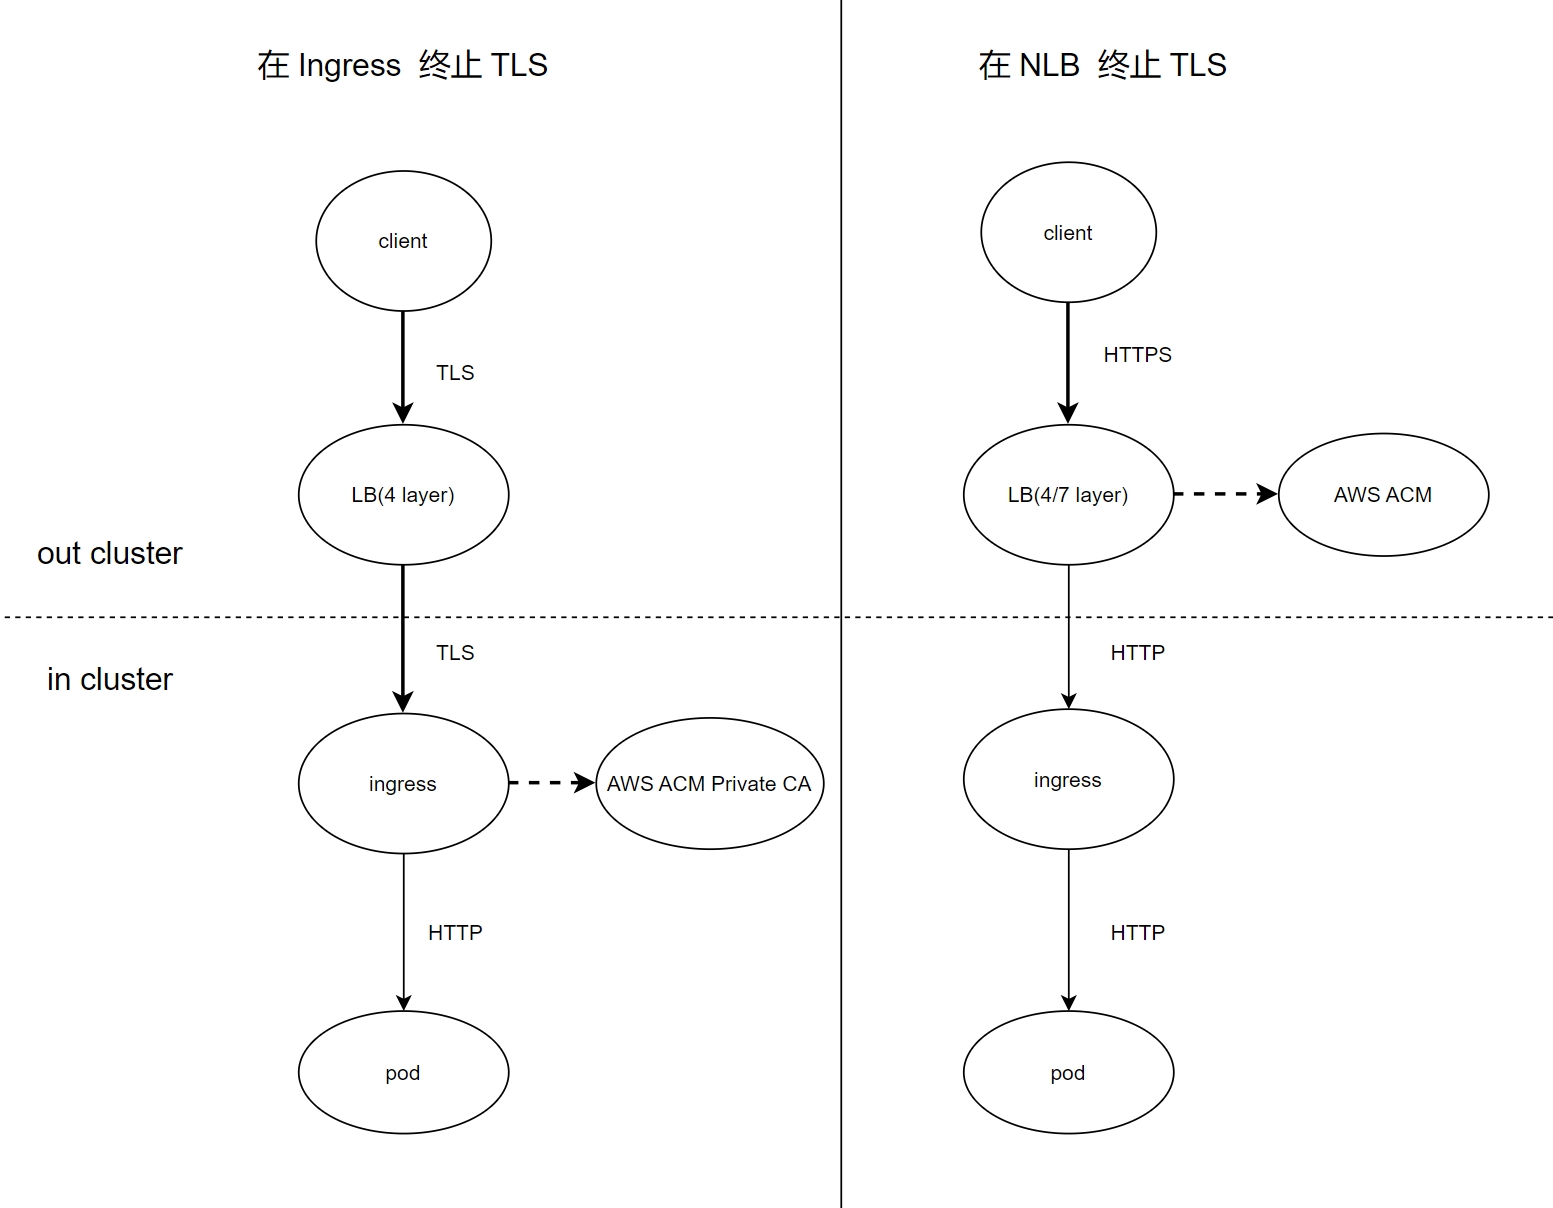 在 Ingress 终止 TLS
client
TLS
LB(4 layer)
out cluster
in cluster
TLS
ingress
AWS ACM Private CA
HTTP
pod
在 NLB 终止 TLS
client
HTTPS
LB(4/7 layer)
AWS ACM
HTTP
ingress
HTTP
pod